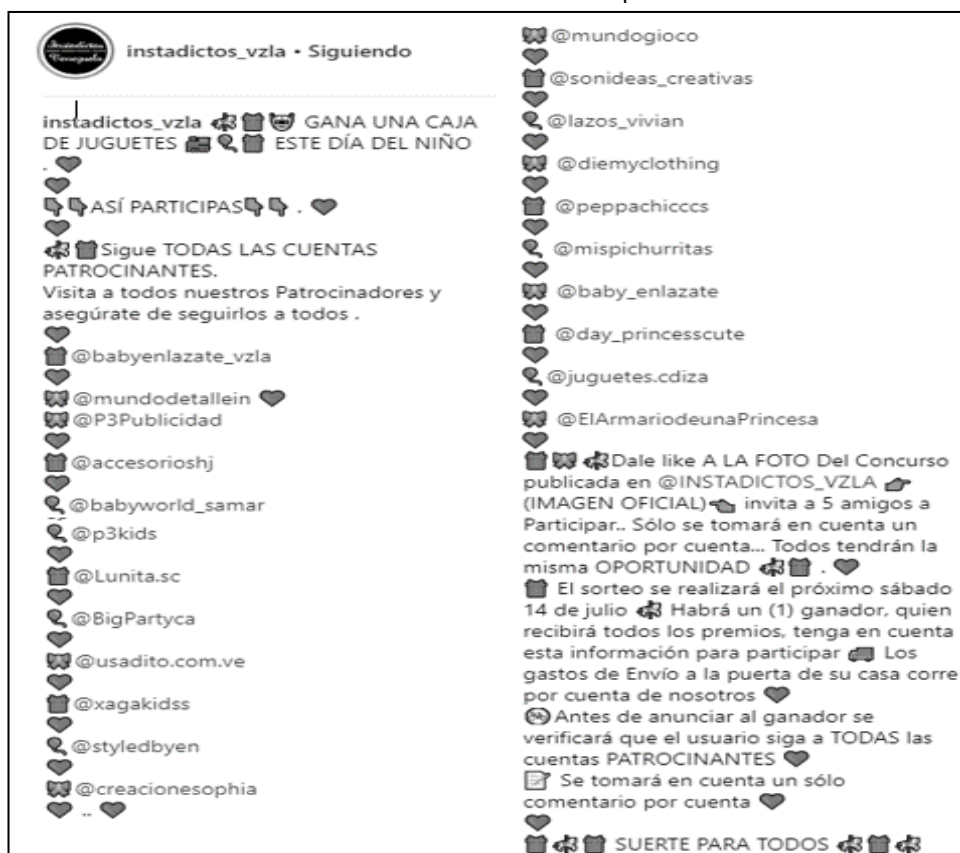 Instadictos
Venezuela
instadictos_vzla • Siguiendo
instadictos_vzla 🎏🎁🐯 GANA UNA CAJA
DE JUGUETES 🚂🎈🎁 ESTE DÍA DEL NIÑO
. ❤
❤
👇👇ASÍ PARTICIPAS👇👇 . ❤
❤
Sigue TODAS LAS CUENTAS
PATROCINANTES.
Visita a todos nuestros Patrocinadores y
asegúrate de seguirlos a todos .
❤
@babyenlazate_vzla
❤
@mundodetallein ❤
@P3Publicidad
❤
@accesorioshj
❤
@babyworld_samar
@p3kids
❤
@Lunita.sc
❤
@BigPartyca
❤
@usadito.com.ve
❤
@xagakidss
❤
@styledbyen
❤
@creacionesophia
❤ .. ❤
@mundogioco
❤
@sonideas_creativas
❤
@lazos_vivian
❤
@diemyclothing
❤
@peppachicccs
❤
@mispichurritas
❤
@baby_enlazate
❤
@day_princesscute
❤
@juguetes.cdiza
❤
@ElArmariodeunaPrincesa
❤
Dale like A LA FOTO Del Concurso
publicada en @INSTADICTOS_VZLA 👉
(IMAGEN OFICIAL)👈 invita a 5 amigos a
Participar.. Sólo se tomará en cuenta un
comentario por cuenta... Todos tendrán la
misma OPORTUNIDAD . ❤
El sorteo se realizará el próximo sábado
14 de julio Habrá un (1) ganador, quien
recibirá todos los premios, tenga en cuenta
esta información para participar 🚚 Los
gastos de Envío a la puerta de su casa corre
por cuenta de nosotros ❤
Antes de anunciar al ganador se
verificará que el usuario siga a TODAS las
cuentas PATROCINANTES ❤
📝 Se tomará en cuenta un sólo
comentario por cuenta ❤
❤
SUERTE PARA TODOS